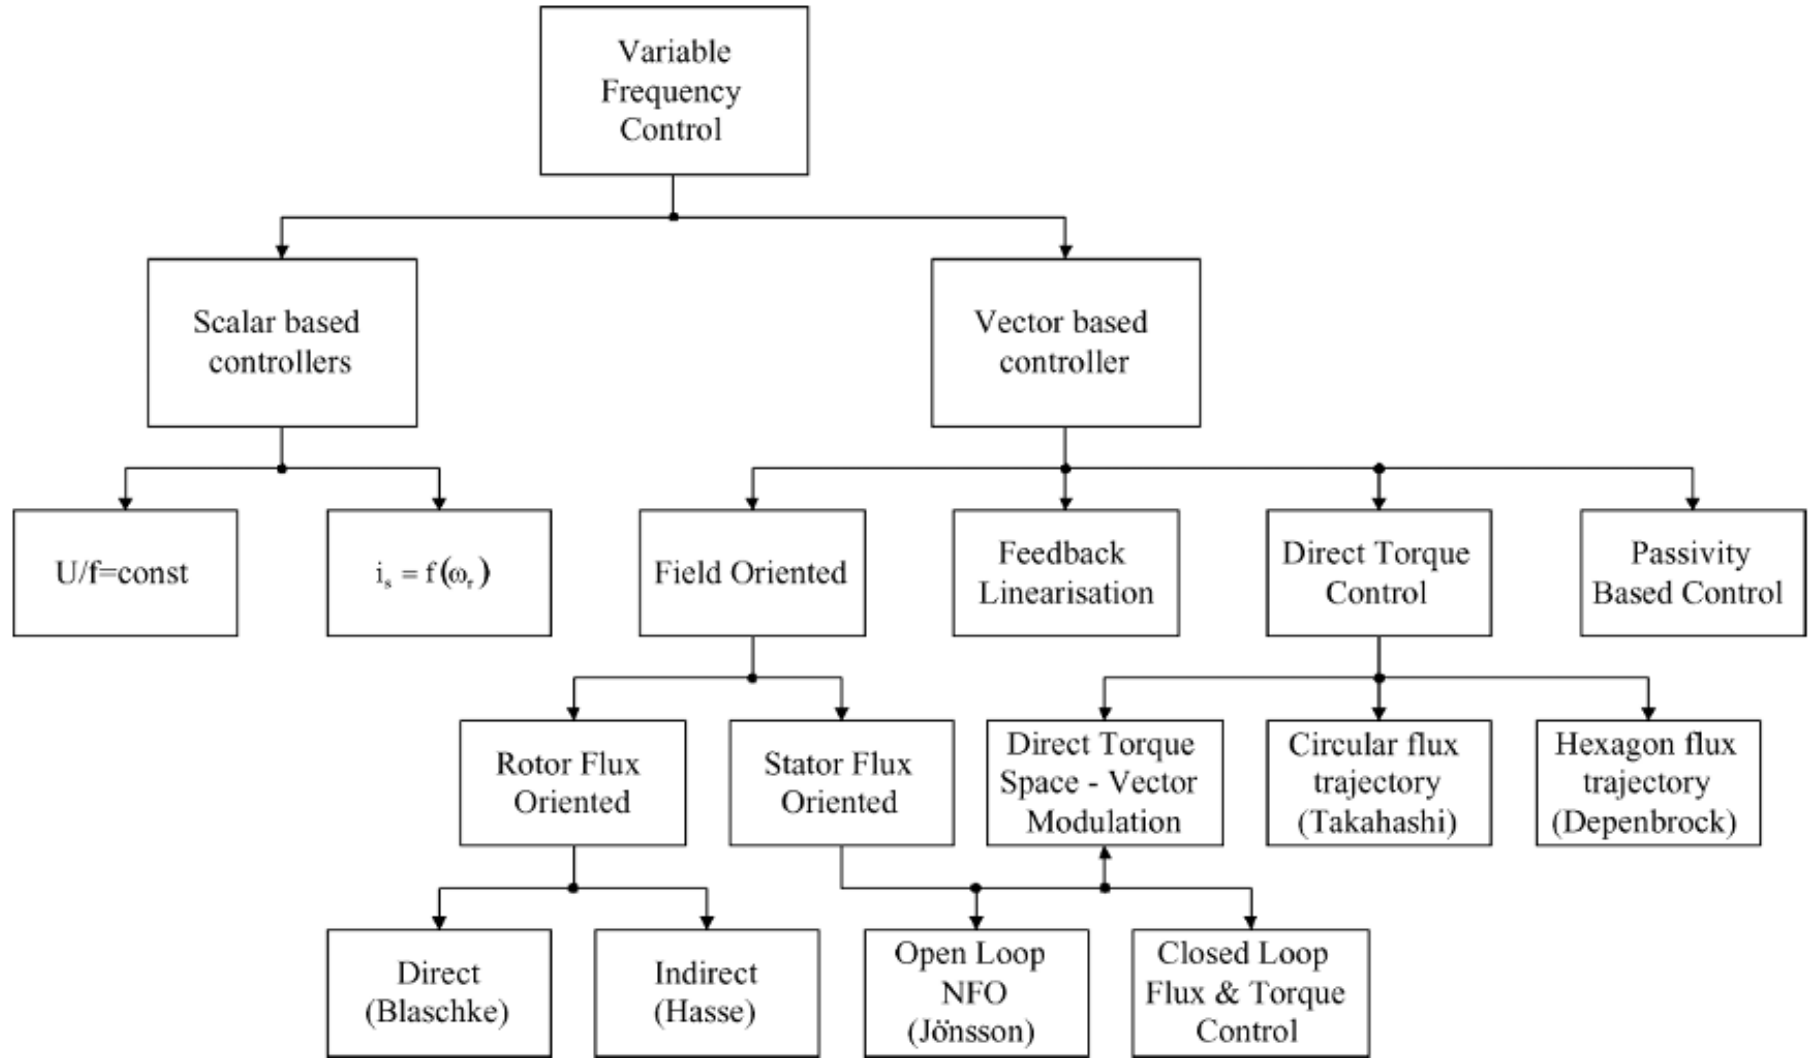 Variable
Frequency
Control
Scalar based
controllers
Vector based
controller
U/f=const
iₛ = f(ωᵣ)
Field Oriented
Feedback
Linearisation
Direct Torque
Control
Passivity
Based Control
Rotor Flux
Oriented
Stator Flux
Oriented
Direct Torque
Space - Vector
Modulation
Circular flux
trajectory
(Takahashi)
Hexagon flux
trajectory
(Depenbrock)
Direct
(Blaschke)
Indirect
(Hasse)
Open Loop
NFO
(Jönsson)
Closed Loop
Flux & Torque
Control